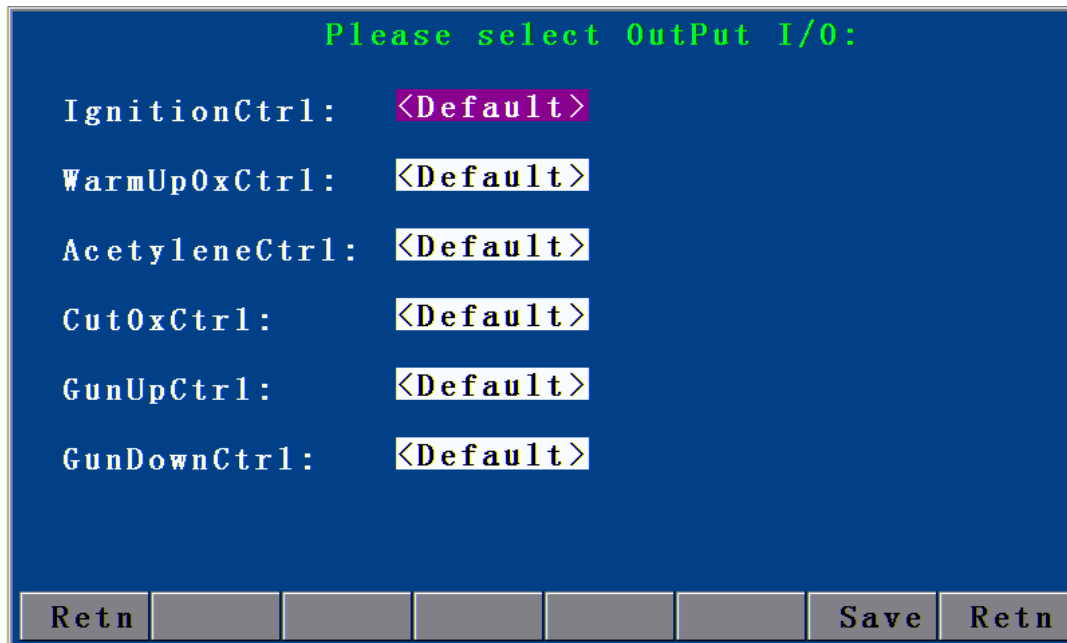 Please select OutPut I/O:
IgnitionCtrl: <Default>
WarmUpOxCtrl: <Default>
AcetyleneCtrl: <Default>
CutOxCtrl: <Default>
GunUpCtrl: <Default>
GunDownCtrl: <Default>
Retn Save Retn